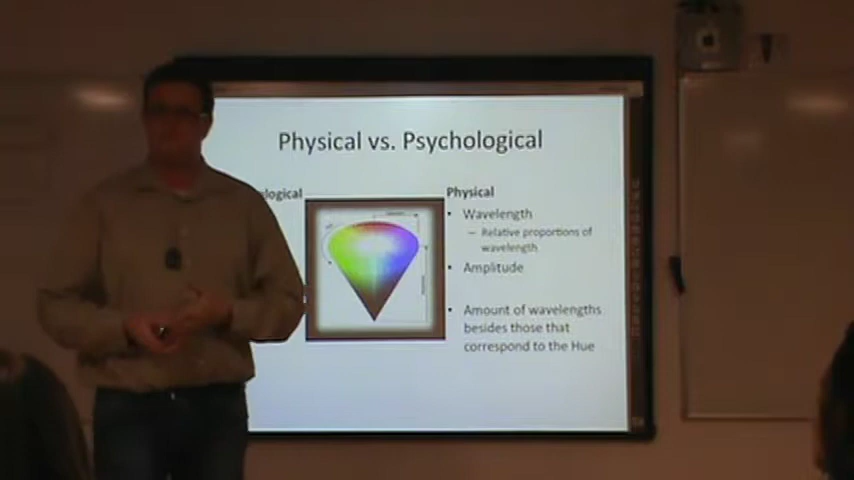 Physical vs. Psychological
ological
Physical
• Wavelength
– Relative proportions of
wavelength
• Amplitude
• Amount of wavelengths
besides those that
correspond to the Hue